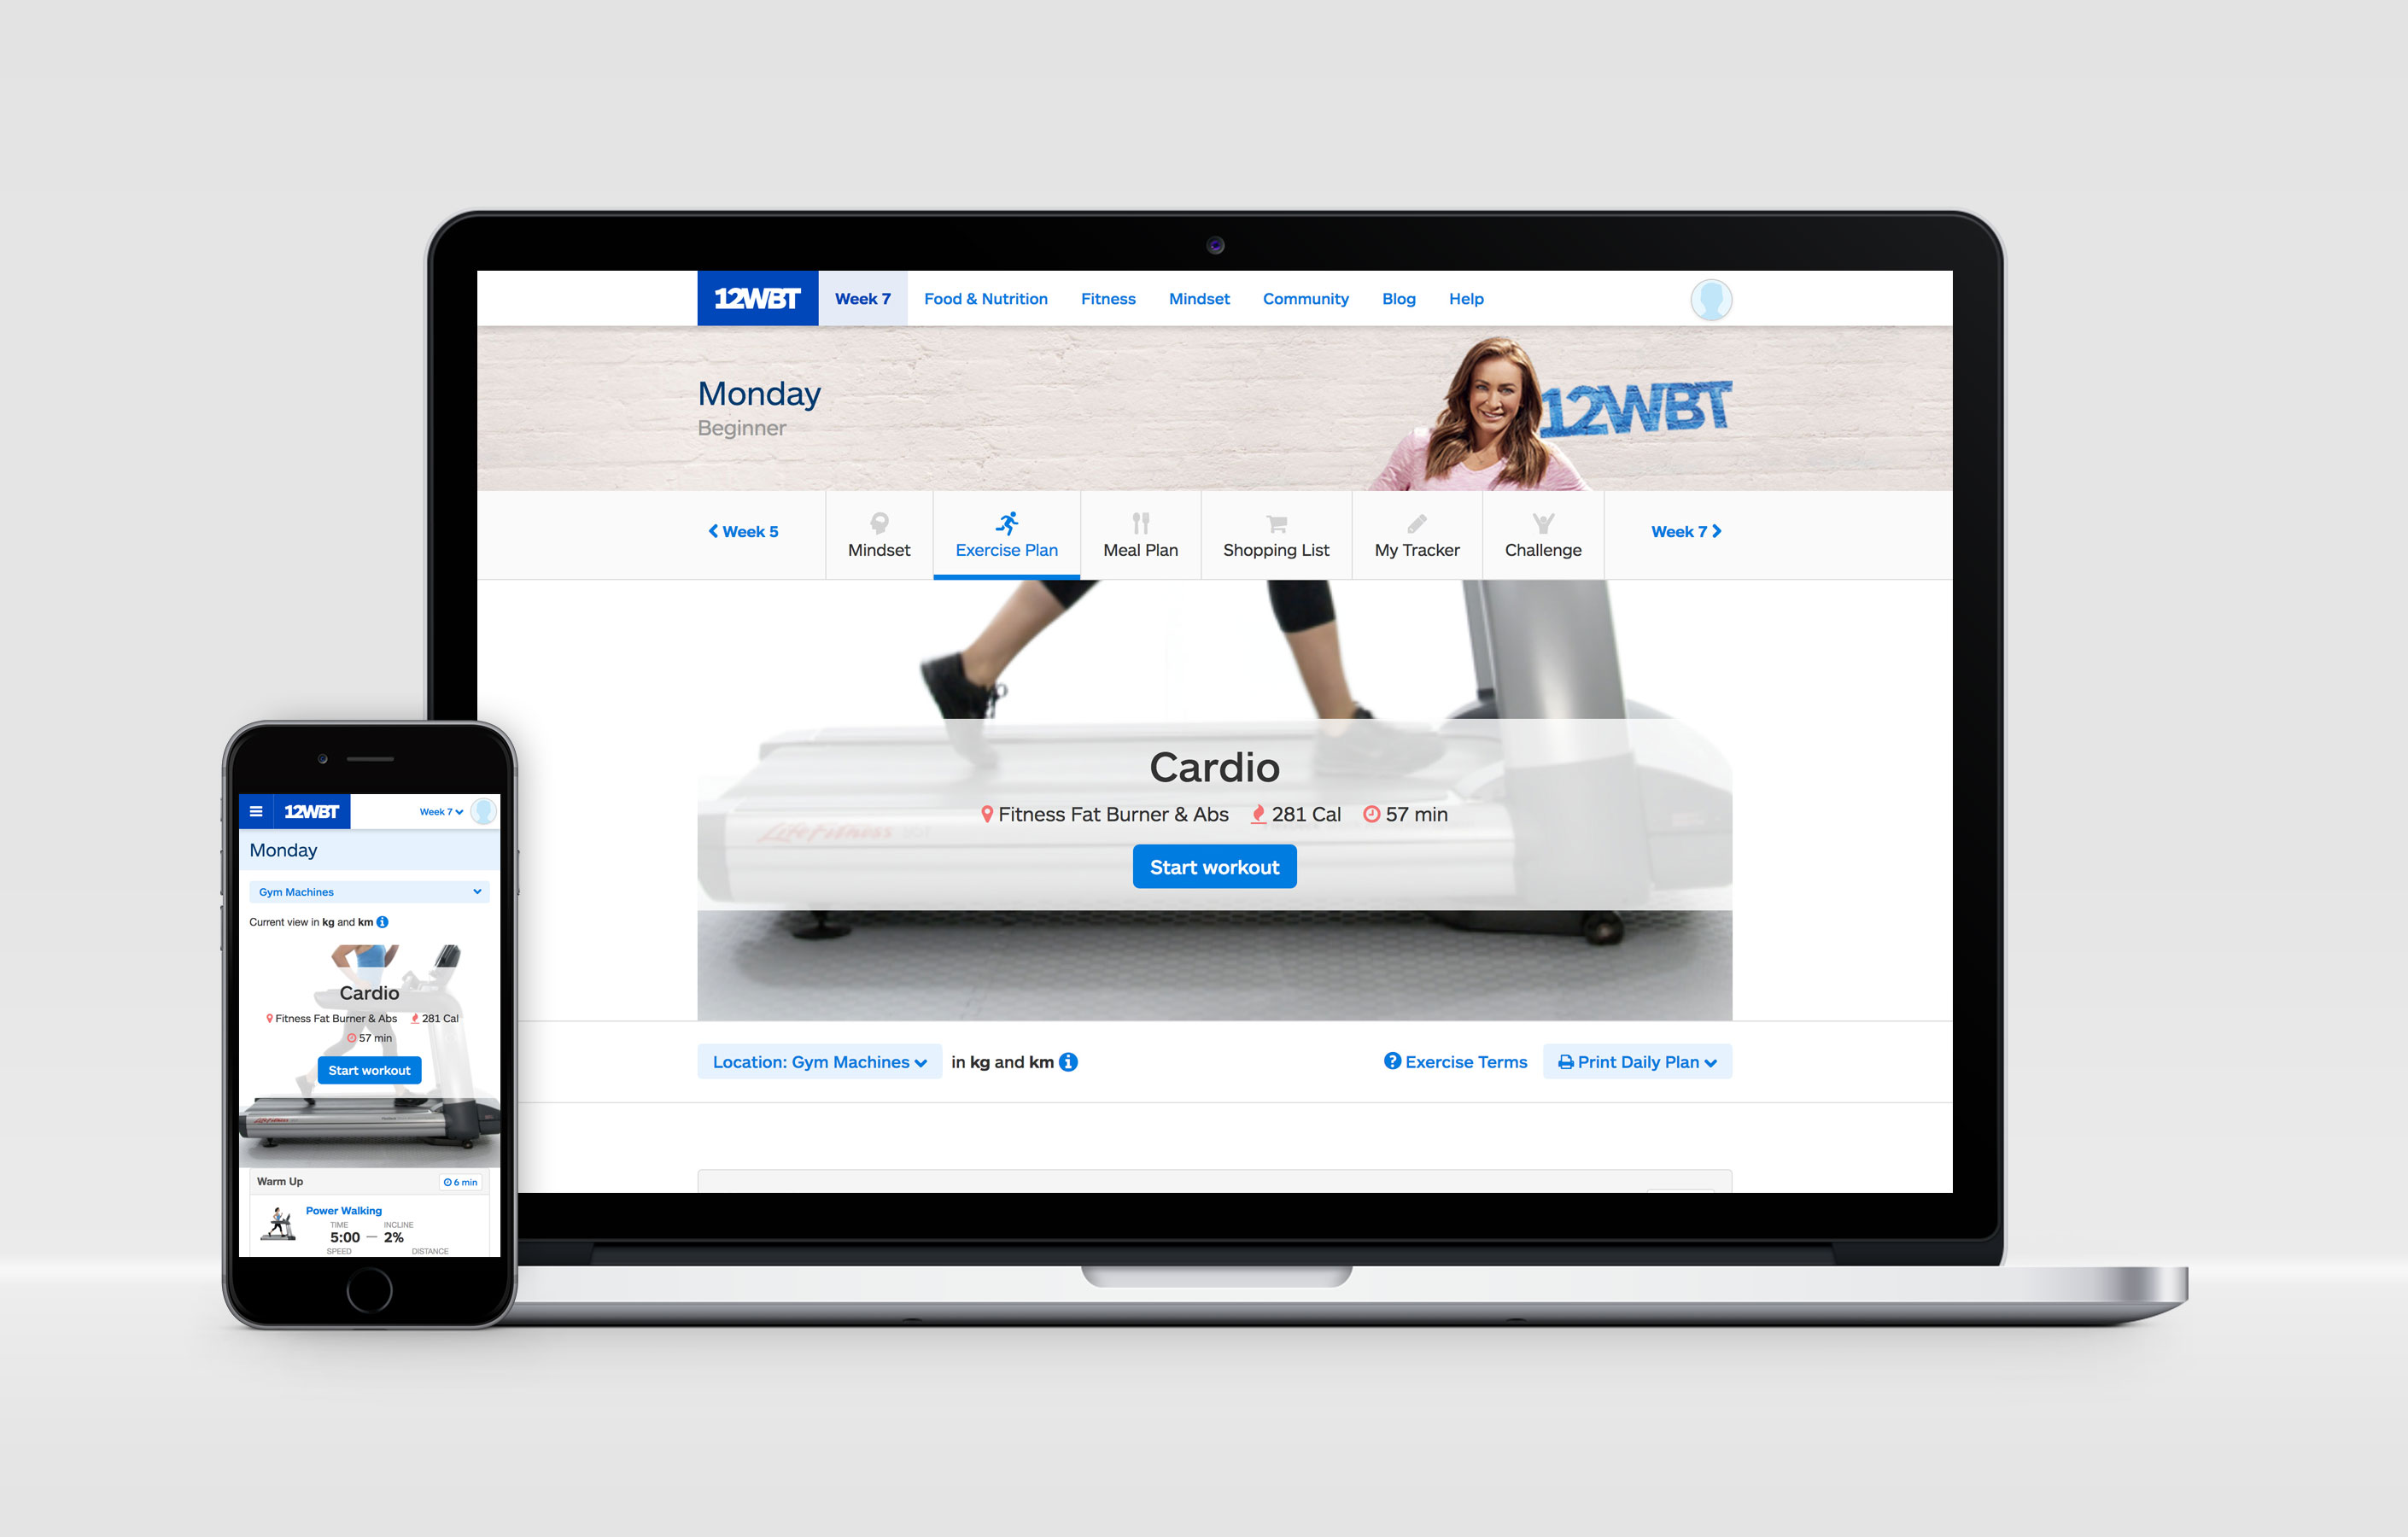 12WBT
Week 7
Food & Nutrition
Fitness
Mindset
Community
Blog
Help
Monday
Beginner
12WBT
Week 5
Mindset
Exercise Plan
Meal Plan
Shopping List
My Tracker
Challenge
Week 7
Cardio
Fitness Fat Burner & Abs
281 Cal
57 min
LifeFitness
Start workout
Location: Gym Machines
in kg and km
Exercise Terms
Print Daily Plan
12WBT
Week 7
Monday
Gym Machines
Current view in kg and km
Cardio
Fitness Fat Burner & Abs
281 Cal
57 min
Start workout
LifeFitness
Warm Up
6 min
Power Walking
TIME
INCLINE
5:00 — 2%
SPEED
DISTANCE